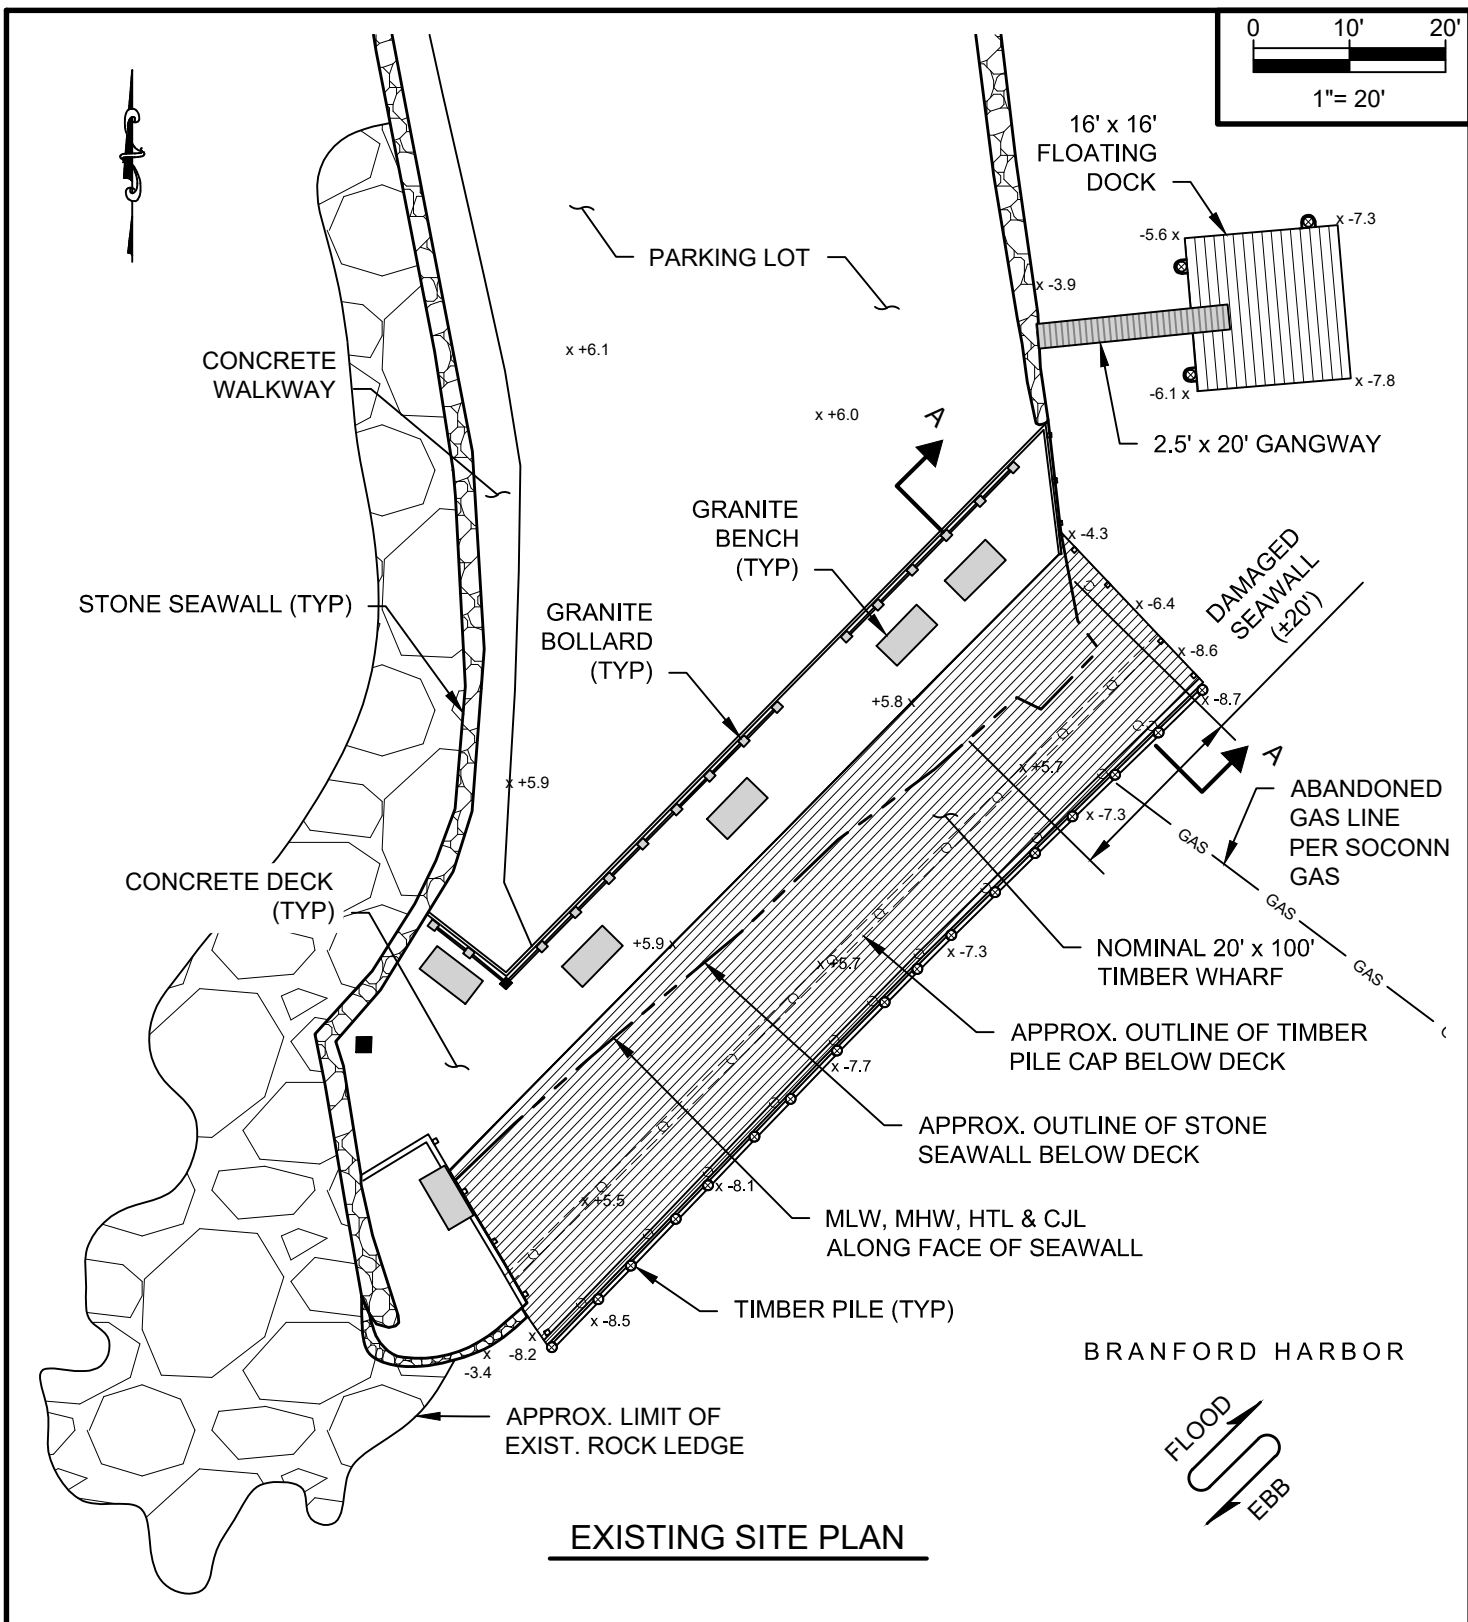 0 10' 20'
1"= 20'
16' x 16'
FLOATING
DOCK
x -7.3
-5.6 x
PARKING LOT
x -3.9
x +6.1
CONCRETE
WALKWAY
x -7.8
-6.1 x
x +6.0
A
2.5' x 20' GANGWAY
GRANITE
BENCH
(TYP)
x -4.3
DAMAGED
SEAWALL
(±20')
STONE SEAWALL (TYP)
x -6.4
GRANITE
BOLLARD
(TYP)
x -8.6
+5.8 x
x -8.7
A
x +5.7
x +5.9
ABANDONED
GAS LINE
PER SOCONN
GAS
x -7.3
GAS
CONCRETE DECK
(TYP)
GAS
+5.9 x
x -7.3
NOMINAL 20' x 100'
TIMBER WHARF
x +5.7
GAS
APPROX. OUTLINE OF TIMBER
PILE CAP BELOW DECK
x -7.7
APPROX. OUTLINE OF STONE
SEAWALL BELOW DECK
x -8.1
x +5.5
MLW, MHW, HTL & CJL
ALONG FACE OF SEAWALL
TIMBER PILE (TYP)
x -8.5
x
-8.2
x
-3.4
BRANFORD HARBOR
APPROX. LIMIT OF
EXIST. ROCK LEDGE
FLOOD
EBB
EXISTING SITE PLAN